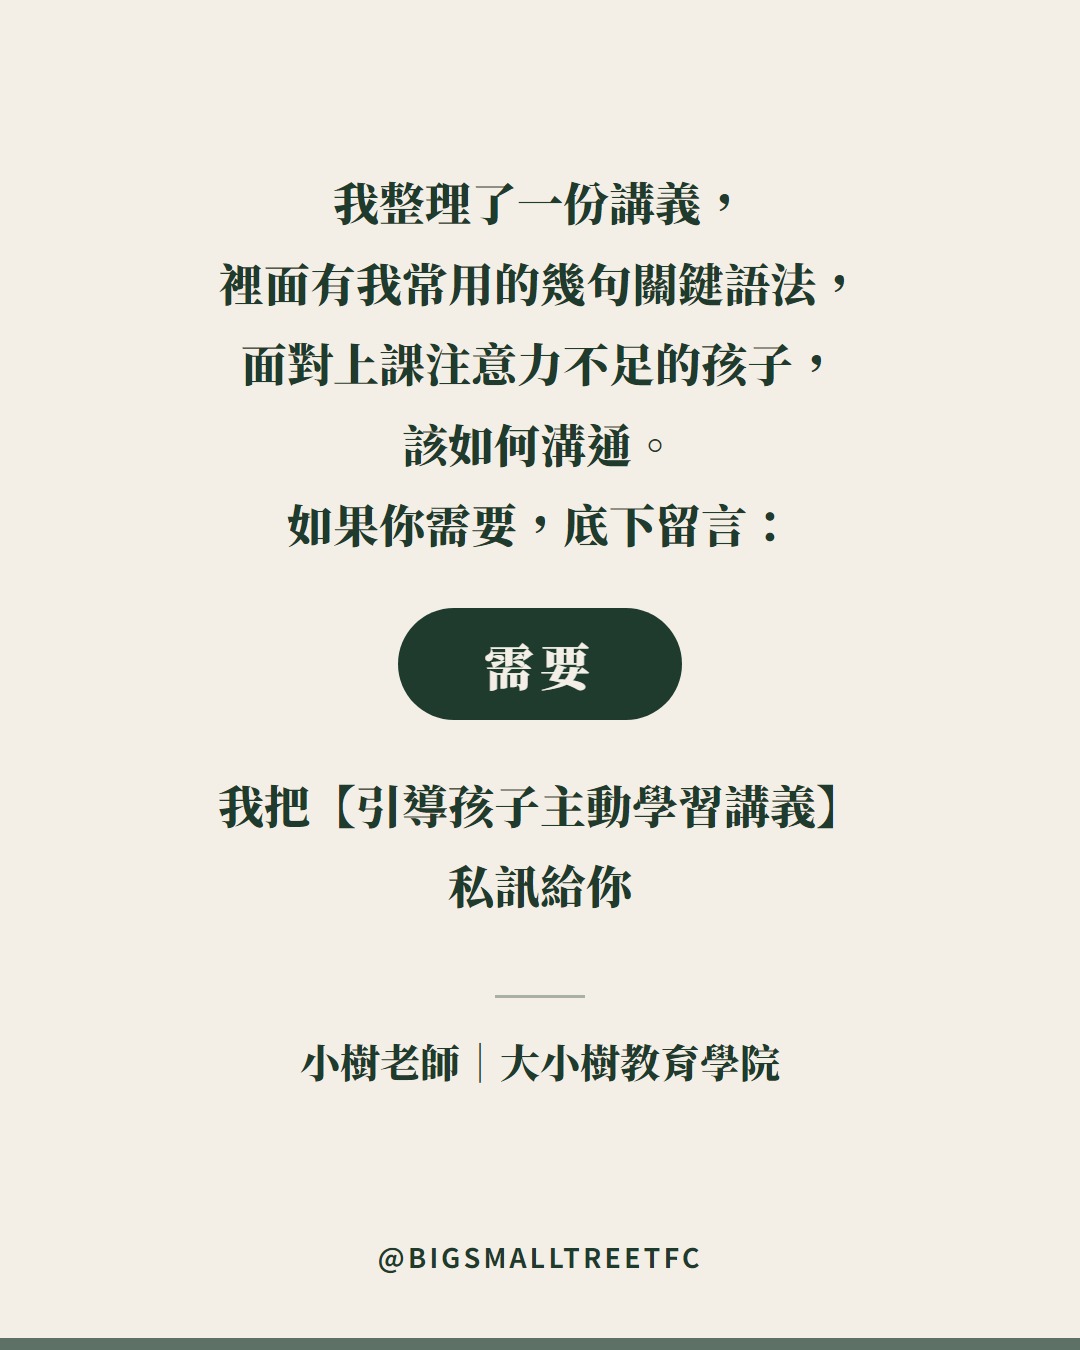 我整理了一份講義，
裡面有我常用的幾句關鍵語法，
面對上課注意力不足的孩子，
該如何溝通。
如果你需要，底下留言：
需要
我把【引導孩子主動學習講義】
私訊給你
小樹老師｜大小樹教育學院
@BIGSMALLTREETFC